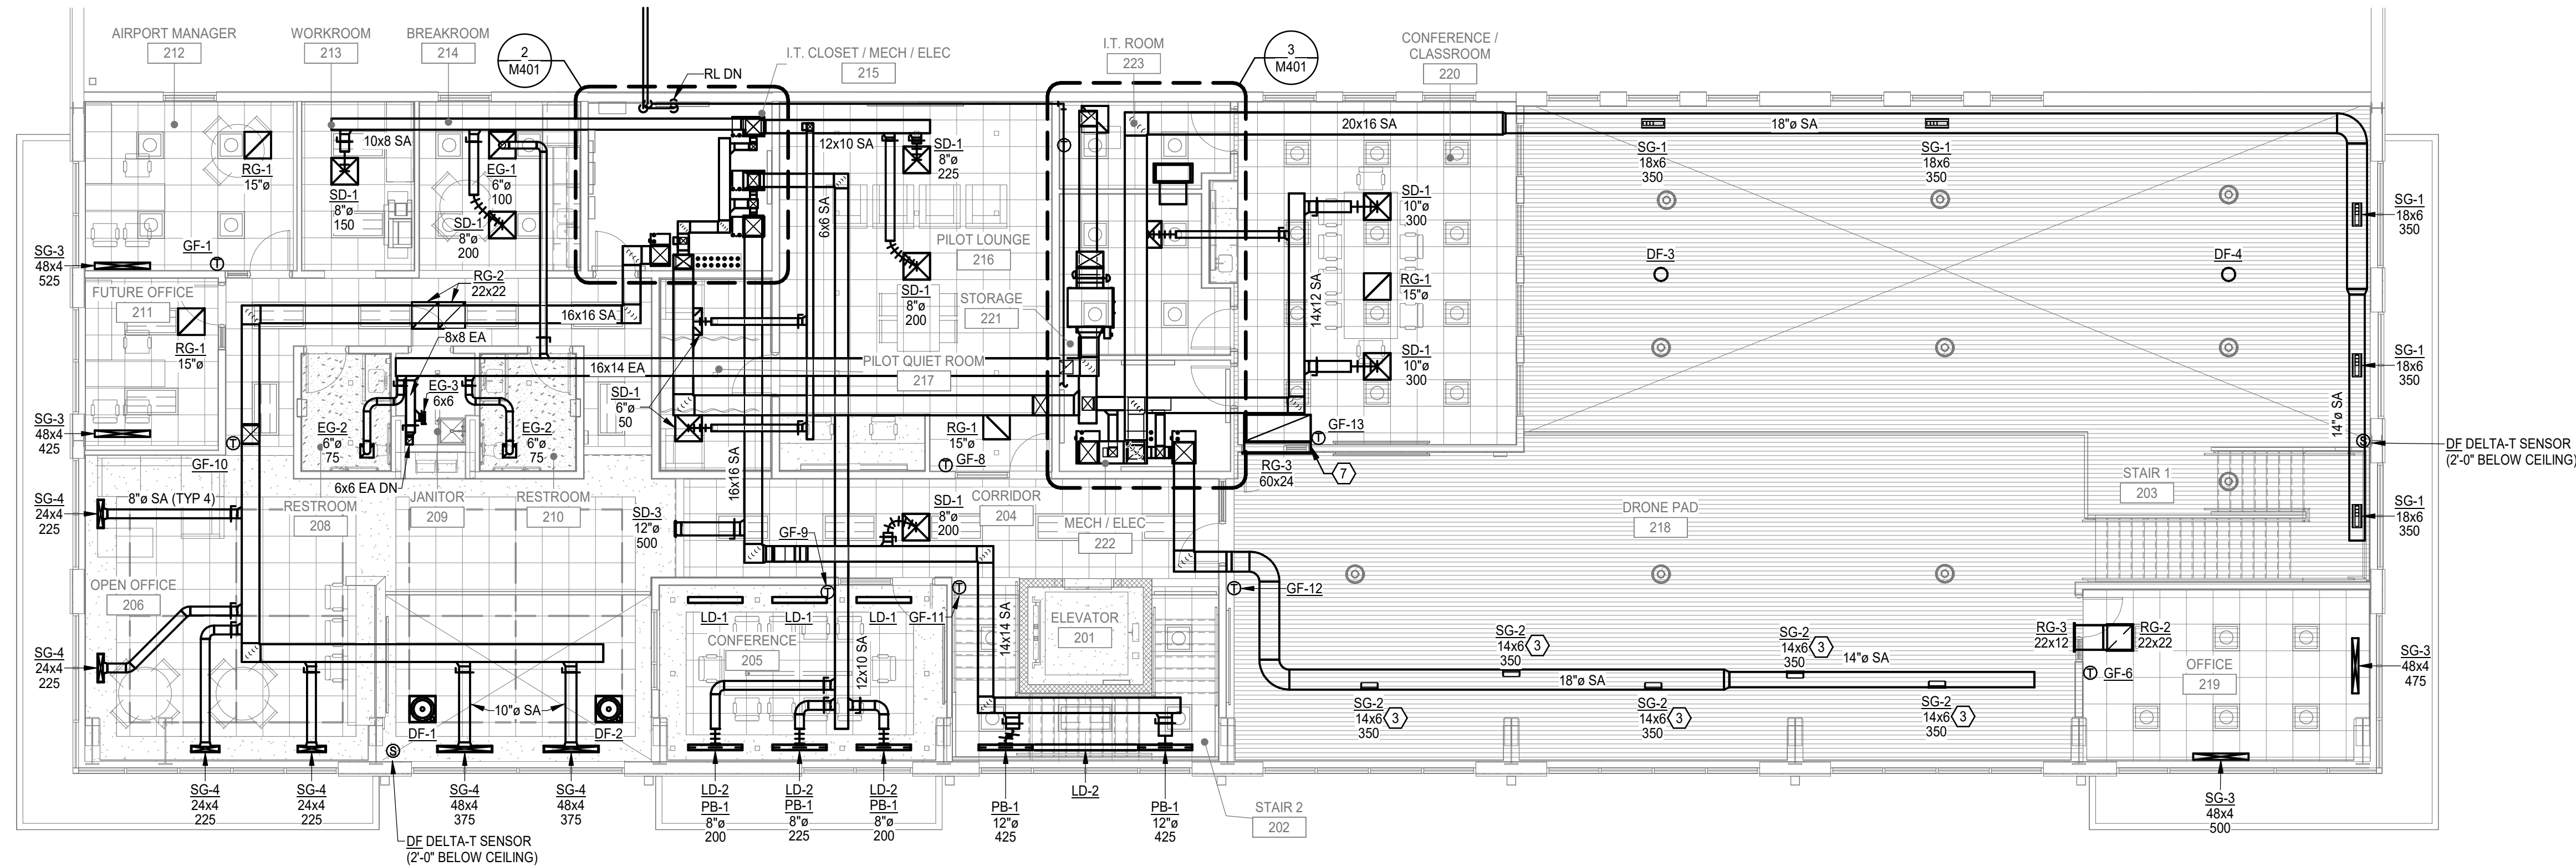 AIRPORT MANAGER
212
WORKROOM
213
BREAKROOM
214
2
M401
RL DN
I.T. CLOSET / MECH / ELEC
215
I.T. ROOM
223
3
M401
CONFERENCE /
CLASSROOM
220
10x8 SA
12x10 SA
20x16 SA
18"ø SA
RG-1
15"ø
SD-1
8"ø
150
EG-1
6"ø
100
SD-1
8"ø
200
SD-1
8"ø
225
6x6 SA
SG-1
18x6
350
SG-1
18x6
350
SG-1
18x6
350
SD-1
10"ø
300
GF-1
SG-3
48x4
525
RG-2
22x22
PILOT LOUNGE
216
SD-1
8"ø
200
STORAGE
221
RG-1
15"ø
14x12 SA
DF-3
DF-4
FUTURE OFFICE
211
RG-1
15"ø
16x16 SA
8x8 EA
16x14 EA
PILOT QUIET ROOM
217
SD-1
10"ø
300
SG-1
18x6
350
EG-3
6x6
SD-1
6"ø
50
SG-3
48x4
425
EG-2
6"ø
75
EG-2
6"ø
75
RG-1
15"ø
GF-8
GF-13
14"ø SA
DF DELTA-T SENSOR
(2'-0" BELOW CEILING)
GF-10
6x6 EA DN
16x16 SA
RG-3
60x24
7
STAIR 1
203
8"ø SA (TYP 4)
SG-4
24x4
225
RESTROOM
208
JANITOR
209
RESTROOM
210
SD-3
12"ø
500
SD-1
8"ø
200
CORRIDOR
204
MECH / ELEC
222
DRONE PAD
218
SG-1
18x6
350
GF-9
OPEN OFFICE
206
GF-11
GF-12
LD-1
LD-1
LD-1
CONFERENCE
205
12x10 SA
14x14 SA
ELEVATOR
201
SG-4
24x4
225
SG-2
14x6
350
3
SG-2
14x6
350
3
14"ø SA
18"ø SA
RG-3
22x12
RG-2
22x22
GF-6
OFFICE
219
SG-3
48x4
475
10"ø SA
DF-1
DF-2
SG-2
14x6
350
3
SG-2
14x6
350
3
SG-2
14x6
350
3
SG-4
24x4
225
SG-4
24x4
225
SG-4
48x4
375
SG-4
48x4
375
LD-2
PB-1
8"ø
200
LD-2
PB-1
8"ø
225
LD-2
PB-1
8"ø
200
PB-1
12"ø
425
LD-2
PB-1
12"ø
425
STAIR 2
202
SG-3
48x4
500
DF DELTA-T SENSOR
(2'-0" BELOW CEILING)
T
T
T
T
T
T
T
T
T
S
S